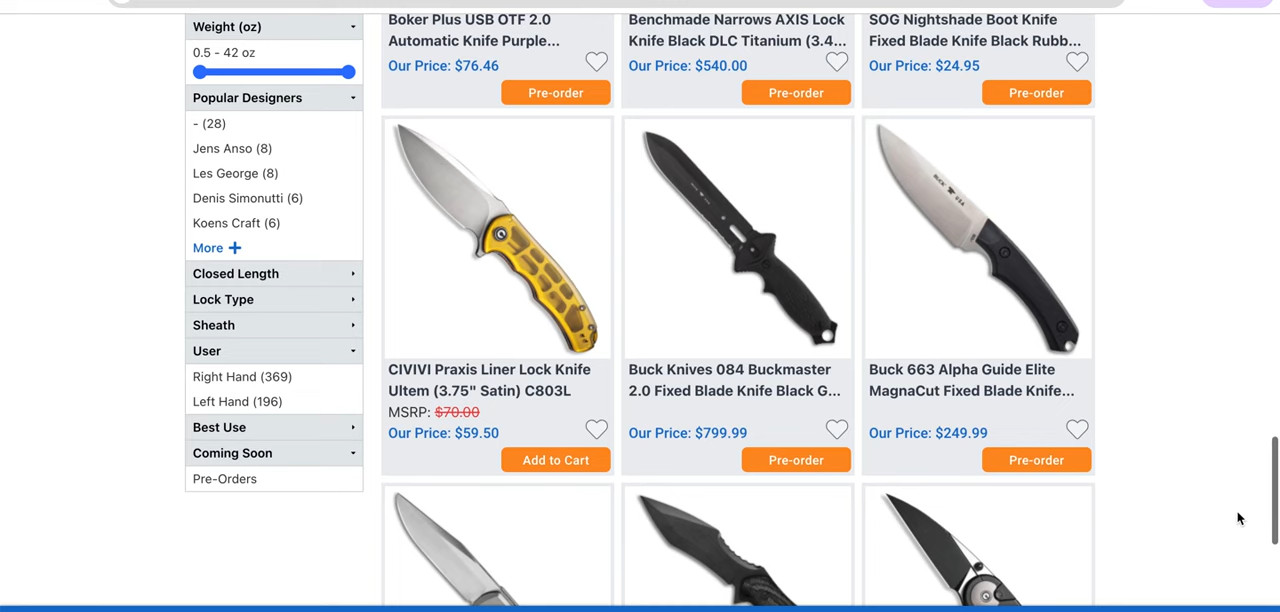 Weight (oz)
0.5 - 42 oz
Popular Designers
- (28)
Jens Anso (8)
Les George (8)
Denis Simonutti (6)
Koens Craft (6)
More +
Closed Length
Lock Type
Sheath
User
Right Hand (369)
Left Hand (196)
Best Use
Coming Soon
Pre-Orders
Boker Plus USB OTF 2.0
Automatic Knife Purple...
Our Price: $76.46
Pre-order
Benchmade Narrows AXIS Lock
Knife Black DLC Titanium (3.4...
Our Price: $540.00
Pre-order
SOG Nightshade Boot Knife
Fixed Blade Knife Black Rubb...
Our Price: $24.95
Pre-order
CIVIVI Praxis Liner Lock Knife
Ultem (3.75" Satin) C803L
MSRP: $70.00
Our Price: $59.50
Add to Cart
Buck Knives 084 Buckmaster
2.0 Fixed Blade Knife Black G...
Our Price: $799.99
Pre-order
BUCK
USA
Buck 663 Alpha Guide Elite
MagnaCut Fixed Blade Knife...
Our Price: $249.99
Pre-order